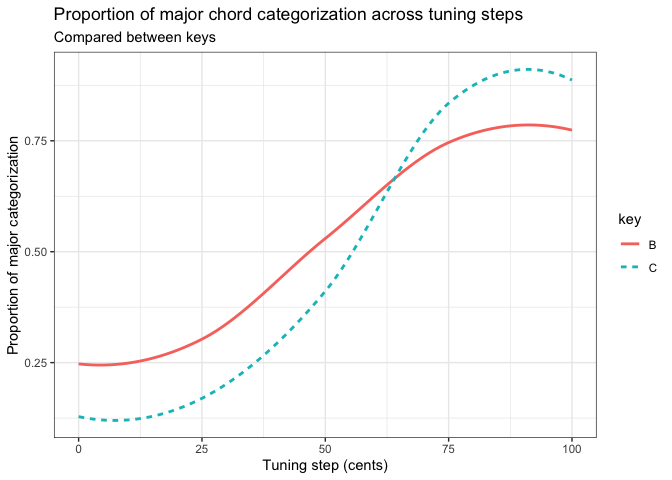 Proportion of major chord categorization across tuning steps
Compared between keys
Proportion of major categorization
0.75
0.50
0.25
0
25
50
75
100
Tuning step (cents)
key
B
C